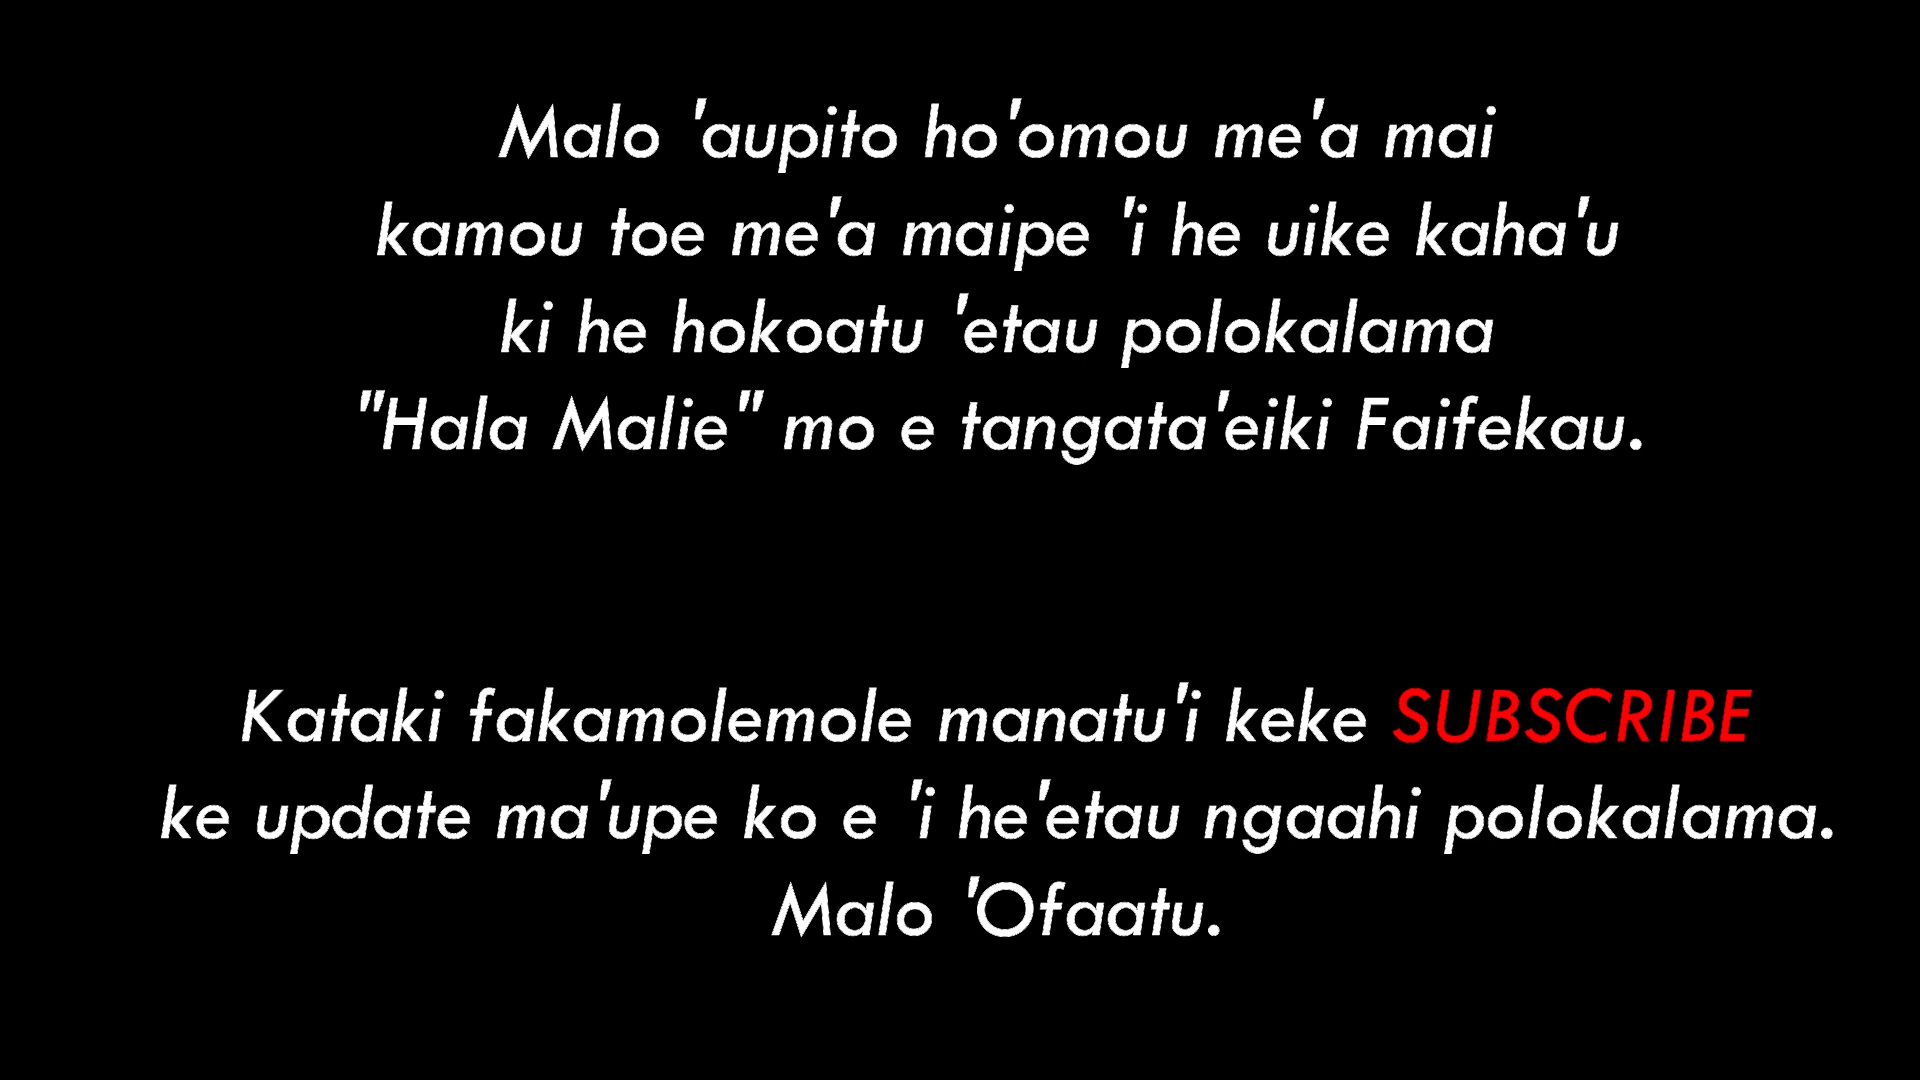 Malo 'aupito ho'omou me'a mai
kamou toe me'a maipe 'i he uike kaha'u
ki he hokoatu 'etau polokalama
"Hala Malie" mo e tangata'eiki Faifekau.
Kataki fakamolemole manatu'i keke SUBSCRIBE
ke update ma'upe ko e 'i he'etau ngaahi polokalama.
Malo 'Ofaatu.